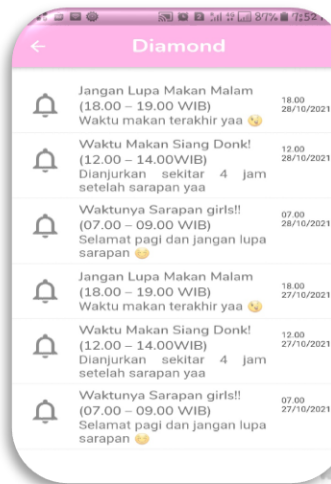 87% 7:52
Diamond
Jangan Lupa Makan Malam
(18.00 – 19.00 WIB)
Waktu makan terakhir yaa 😘
18.00
28/10/2021
Waktu Makan Siang Donk!
(12.00 – 14.00WIB)
Dianjurkan sekitar 4 jam
setelah sarapan yaa
12.00
28/10/2021
Waktunya Sarapan girls!!
(07.00 – 09.00 WIB)
Selamat pagi dan jangan lupa
sarapan 😊
07.00
28/10/2021
Jangan Lupa Makan Malam
(18.00 – 19.00 WIB)
Waktu makan terakhir yaa 😘
18.00
27/10/2021
Waktu Makan Siang Donk!
(12.00 – 14.00WIB)
Dianjurkan sekitar 4 jam
setelah sarapan yaa
12.00
27/10/2021
Waktunya Sarapan girls!!
(07.00 – 09.00 WIB)
Selamat pagi dan jangan lupa
sarapan 😊
07.00
27/10/2021